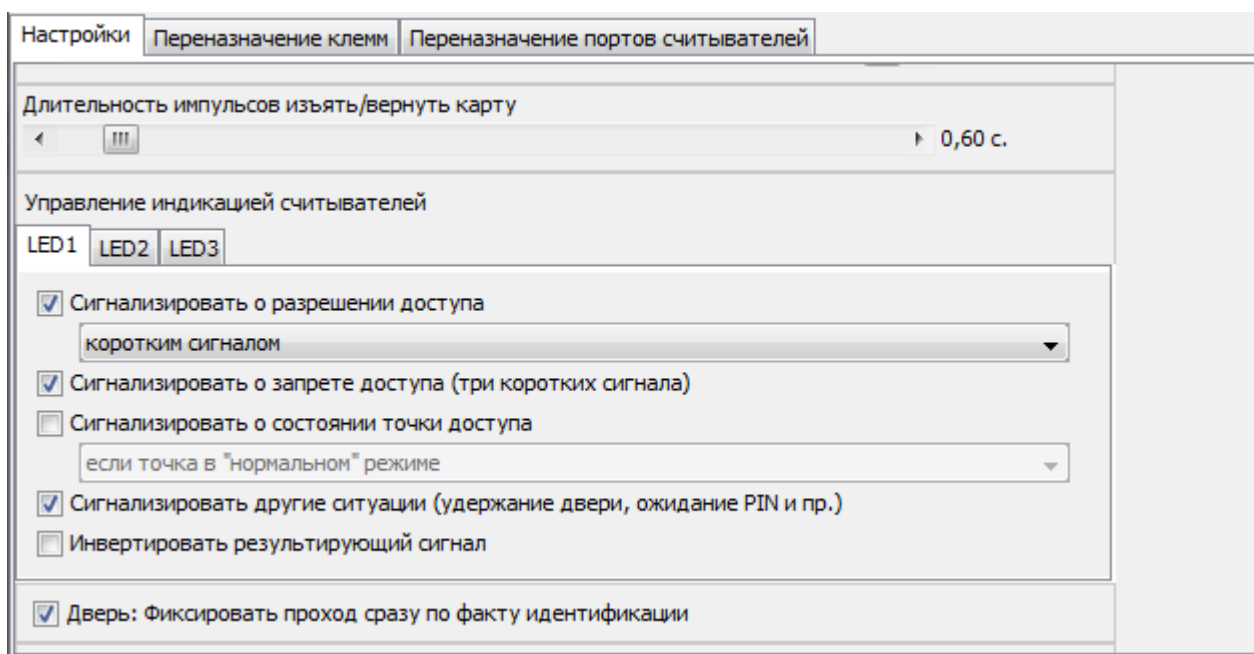 Настройки Переназначение клемм Переназначение портов считывателей
Длительность импульсов изъять/вернуть карту
0,60 с.
Управление индикацией считывателей
LED1 LED2 LED3
Сигнализировать о разрешении доступа
коротким сигналом
Сигнализировать о запрете доступа (три коротких сигнала)
Сигнализировать о состоянии точки доступа
если точка в "нормальном" режиме
Сигнализировать другие ситуации (удержание двери, ожидание PIN и пр.)
Инвертировать результирующий сигнал
Дверь: Фиксировать проход сразу по факту идентификации